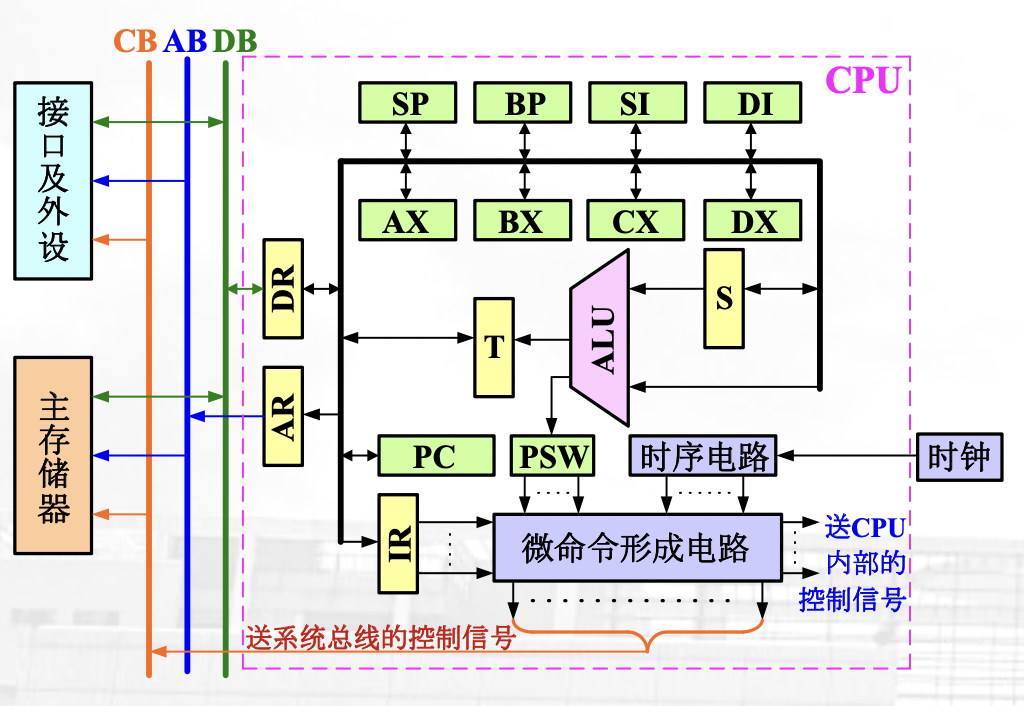 CB AB DB
CPU
SP BP SI DI
接口及外设
AX BX CX DX
DR
S
ALU
T
主存储器
AR
PC PSW 时序电路 时钟
IR
微命令形成电路
送CPU
内部的
控制信号
送系统总线的控制信号